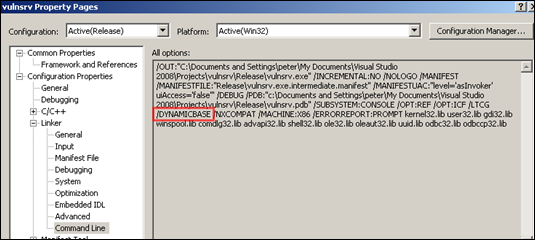 vulnsrv Property Pages
Configuration: Active(Release) Platform: Active(Win32) Configuration Manager...
Common Properties
Framework and References
Configuration Properties
General
Debugging
C/C++
Linker
General
Input
Manifest File
Debugging
System
Optimization
Embedded IDL
Advanced
Command Line
Manifest Tool
All options:
/OUT:"C:\Documents and Settings\peter\My Documents\Visual Studio
2008\Projects\vulnsrv\Release\vulnsrv.exe" /INCREMENTAL:NO /NOLOGO /MANIFEST
/MANIFESTFILE:"Release\vulnsrv.exe.intermediate.manifest" /MANIFESTUAC:"level='asInvoker'
uiAccess='false'" /DEBUG /PDB:"c:\Documents and Settings\peter\My Documents\Visual Studio
2008\Projects\vulnsrv\Release\vulnsrv.pdb" /SUBSYSTEM:CONSOLE /OPT:REF /OPT:ICF /LTCG
/DYNAMICBASE /NXCOMPAT /MACHINE:X86 /ERRORREPORT:PROMPT kernel32.lib user32.lib gdi32.lib
winspool.lib comdlg32.lib advapi32.lib shell32.lib ole32.lib oleaut32.lib uuid.lib odbc32.lib odbccp32.lib